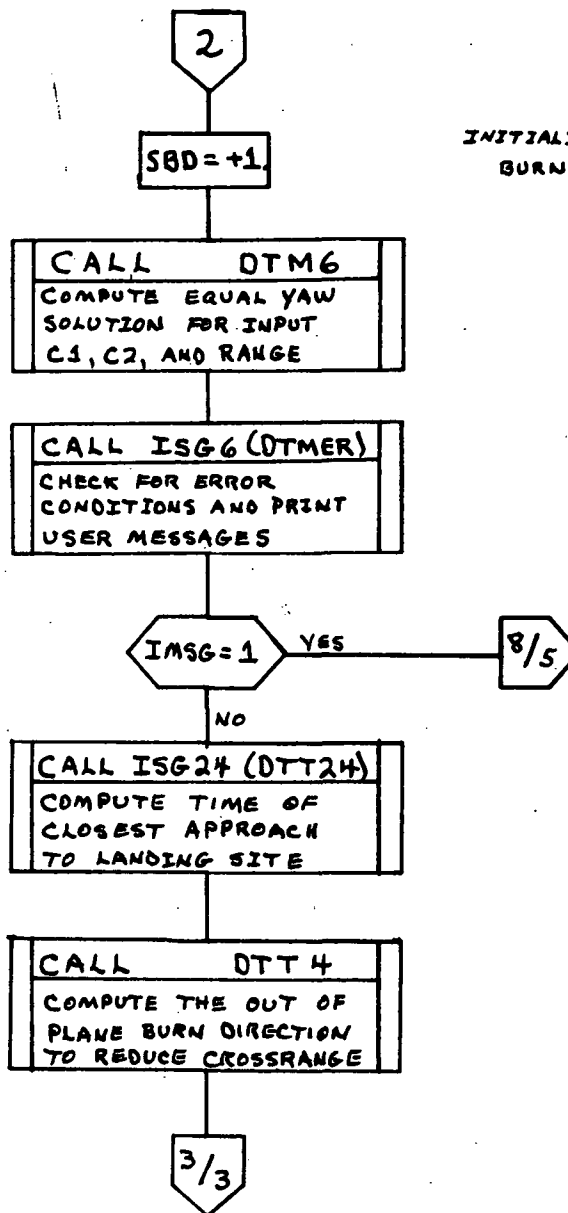 2
SBD = +1.
INITIALI
BURN
CALL DTM6
COMPUTE EQUAL YAW
SOLUTION FOR INPUT
C1, C2, AND RANGE
CALL ISG6 (DTMER)
CHECK FOR ERROR
CONDITIONS AND PRINT
USER MESSAGES
IMSG = 1
YES
8/5
NO
CALL ISG24 (DTT24)
COMPUTE TIME OF
CLOSEST APPROACH
TO LANDING SITE
CALL DTT4
COMPUTE THE OUT OF
PLANE BURN DIRECTION
TO REDUCE CROSSRANGE
3/3